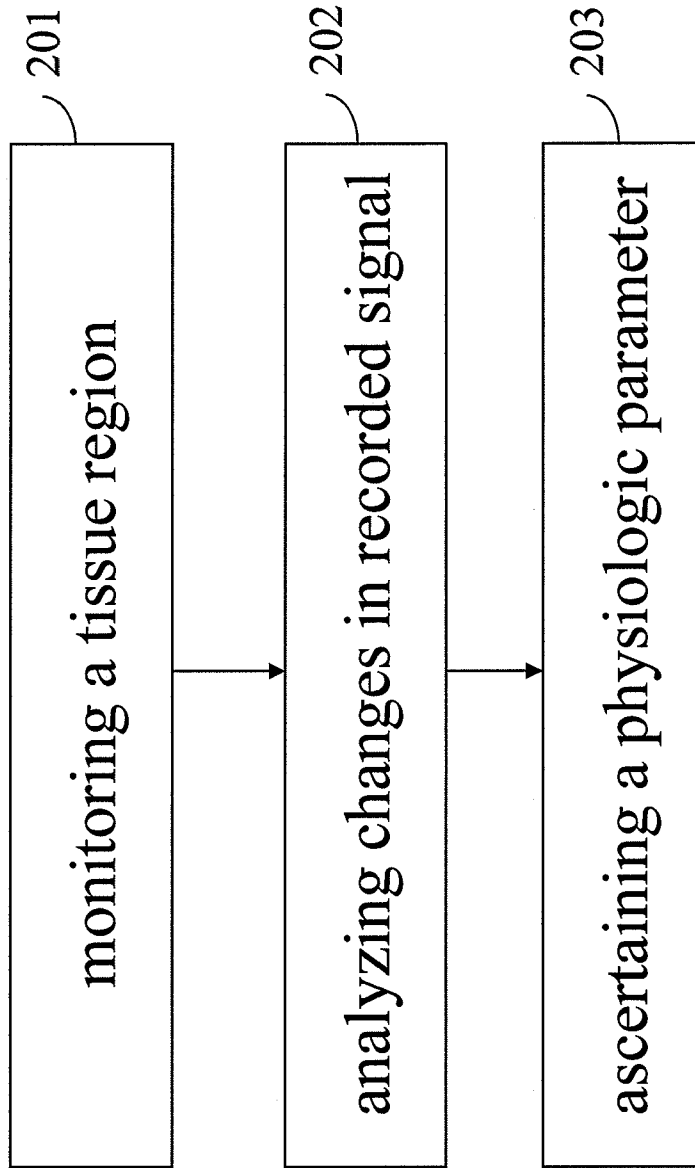 monitoring a tissue region
201
analyzing changes in recorded signal
202
ascertaining a physiologic parameter
203